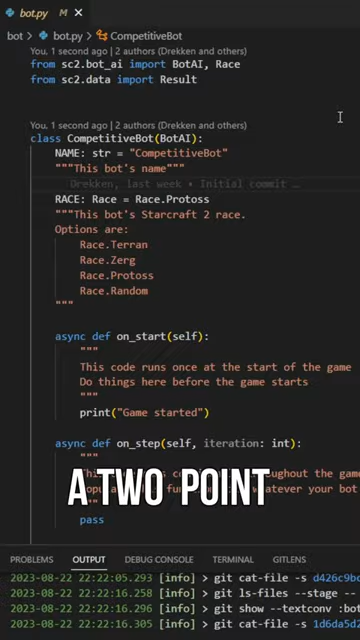 bot.py M
bot > bot.py > CompetitiveBot
You, 1 second ago | 2 authors (Drekken and others)
from sc2.bot_ai import BotAI, Race
from sc2.data import Result
You, 1 second ago | 2 authors (Drekken and others)
class CompetitiveBot(BotAI):
NAME: str = "CompetitiveBot"
"""This bot's name"""
Drekken, last week • Initial commit …
RACE: Race = Race.Protoss
"""This bot's Starcraft 2 race.
Options are:
Race.Terran
Race.Zerg
Race.Protoss
Race.Random
"""
async def on_start(self):
"""
This code runs once at the start of the game
Do things here before the game starts
"""
print("Game started")
async def on_step(self, iteration: int):
"""
A TWO POINT
pass
PROBLEMS OUTPUT DEBUG CONSOLE TERMINAL GITLENS
2023-08-22 22:22:05.293 [info] > git cat-file -s d426c9bc
2023-08-22 22:22:16.258 [info] > git ls-files --stage --
2023-08-22 22:22:16.296 [info] > git show --textconv :bot
2023-08-22 22:22:16.305 [info] > git cat-file -s 1d6da5d2